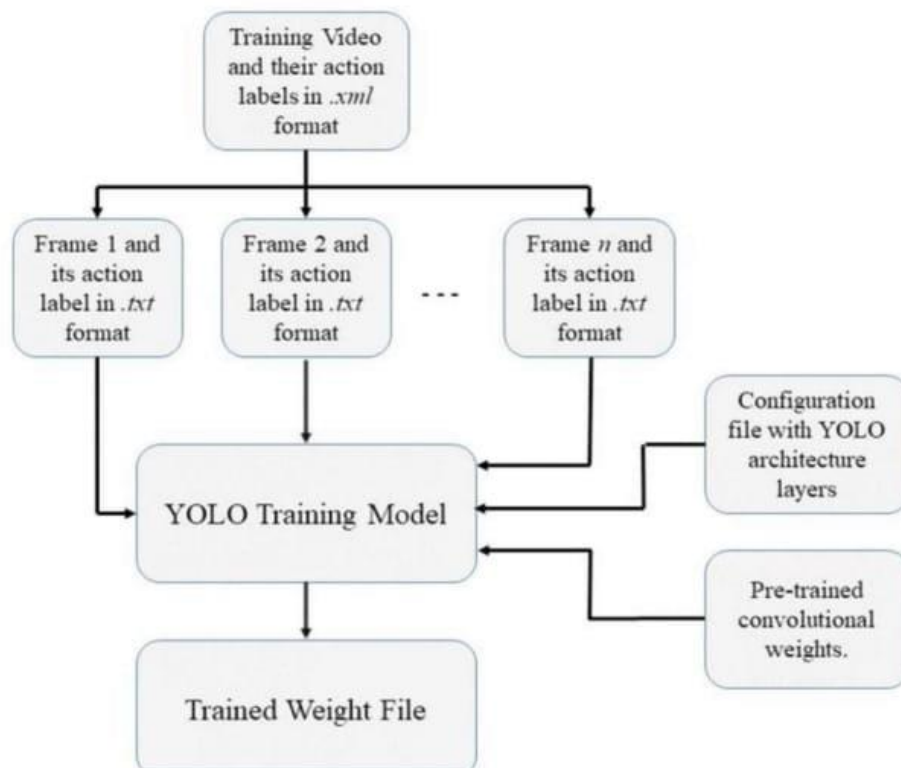 Training Video
and their action
labels in .xml
format
Frame 1 and
its action
label in .txt
format
Frame 2 and
its action
label in .txt
format
- - -
Frame n and
its action
label in .txt
format
Configuration
file with YOLO
architecture
layers
YOLO Training Model
Pre-trained
convolutional
weights.
Trained Weight File